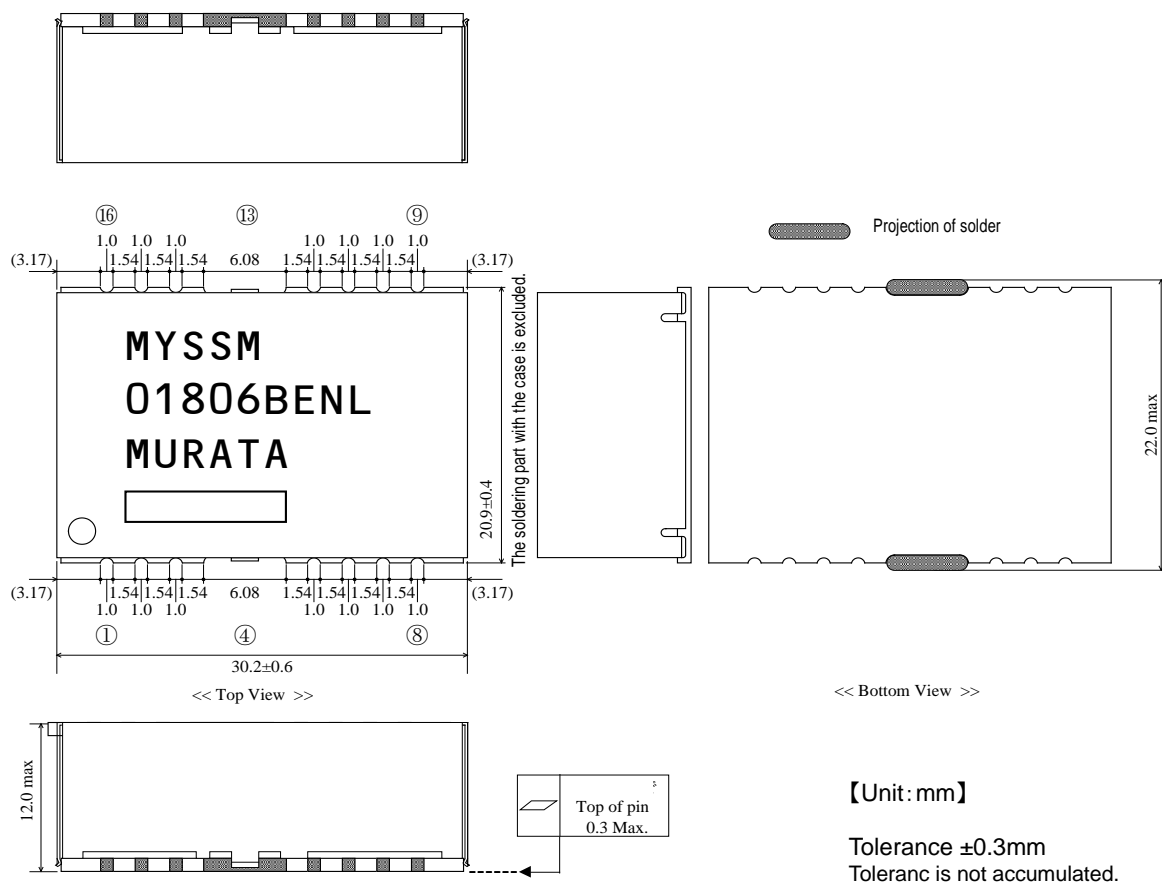 ⑯ ⑬ ⑨
1.0 1.0 1.0 1.0 1.0 1.0 1.0
(3.17) 1.54 1.54 1.54 6.08 1.54 1.54 1.54 1.54 (3.17)
Projection of solder
MYSSM
01806BENL
MURATA
20.9±0.4
The soldering part with the case is excluded.
22.0 max
(3.17) 1.54 1.54 1.54 6.08 1.54 1.54 1.54 1.54 (3.17)
1.0 1.0 1.0 1.0 1.0 1.0 1.0
① ④ ⑧
30.2±0.6
<< Top View >>
<< Bottom View >>
12.0 max
Top of pin
0.3 Max.
【Unit:mm】
Tolerance ±0.3mm
Toleranc is not accumulated.